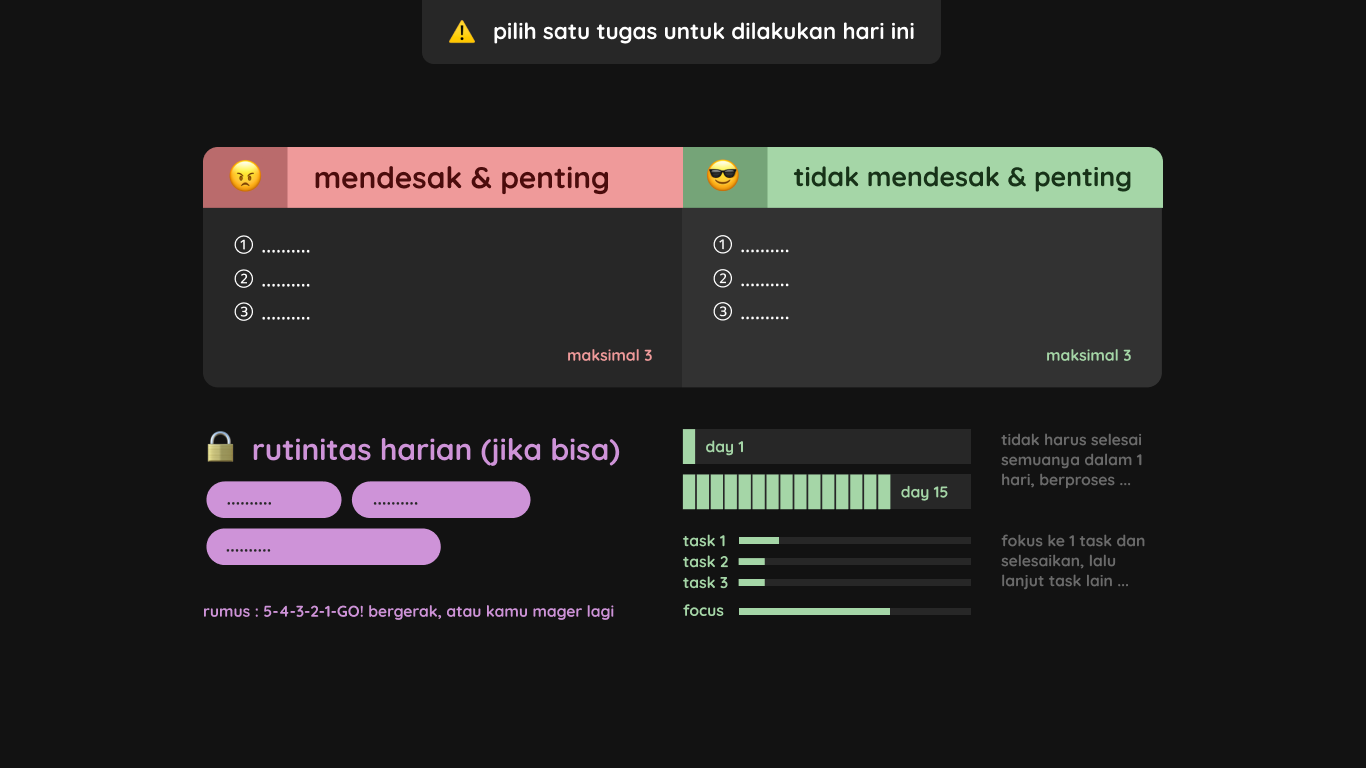 pilih satu tugas untuk dilakukan hari ini
mendesak & penting
① ..........
② ..........
③ ..........
maksimal 3
tidak mendesak & penting
① ..........
② ..........
③ ..........
maksimal 3
rutinitas harian (jika bisa)
..........
..........
..........
rumus : 5-4-3-2-1-GO! bergerak, atau kamu mager lagi
day 1
day 15
tidak harus selesai
semuanya dalam 1
hari, berproses ...
task 1
task 2
task 3
focus
fokus ke 1 task dan
selesaikan, lalu
lanjut task lain ...